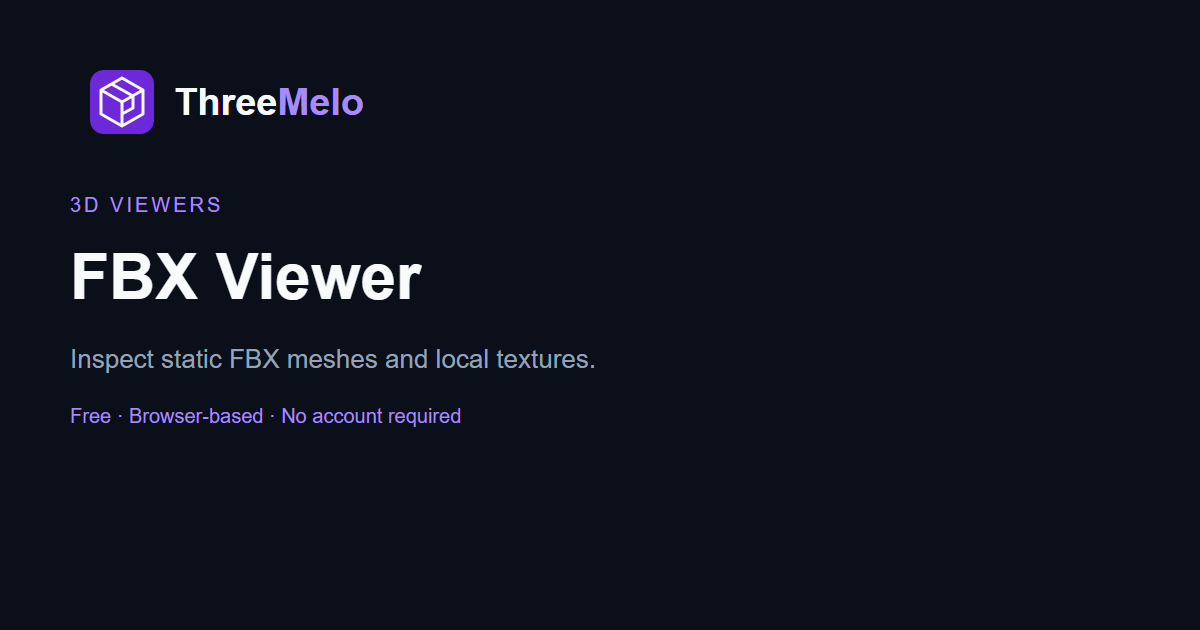 ThreeMelo
3D VIEWERS
FBX Viewer
Inspect static FBX meshes and local textures.
Free · Browser-based · No account required